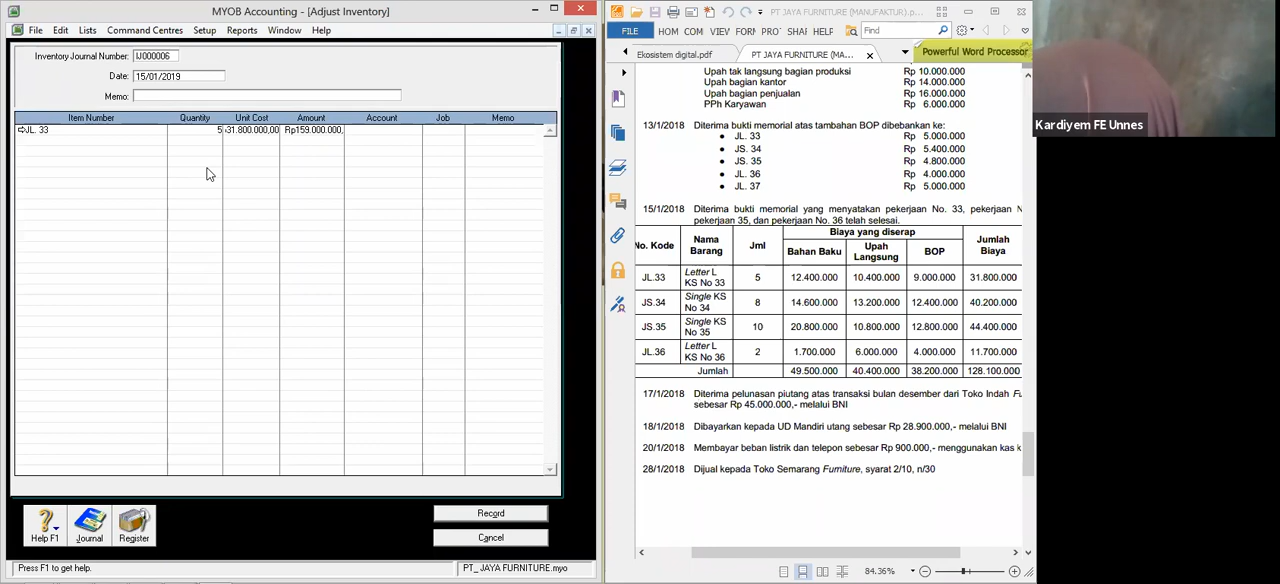 MYOB Accounting - [Adjust Inventory]
File Edit Lists Command Centres Setup Reports Window Help
Inventory Journal Number: IJ000006
Date: 15/01/2019
Memo:
Item Number Quantity Unit Cost Amount Account Job Memo
JL. 33 5 31.800.000,00 Rp159.000.000,
Help F1 Journal Register
Record
Cancel
Press F1 to get help. PT_ JAYA FURNITURE.myo
PT JAYA FURNITURE (MANUFAKTUR).p...
FILE HOM COM VIEV FORM PRO SHAF HELP Find
Ekosistem digital.pdf PT JAYA FURNITURE (MA... Powerful Word Processor
Upah tak langsung bagian produksi Rp 10.000.000
Upah bagian kantor Rp 14.000.000
Upah bagian penjualan Rp 16.000.000
PPh Karyawan Rp 6.000.000
13/1/2018 Diterima bukti memorial atas tambahan BOP dibebankan ke:
• JL. 33 Rp 5.000.000
• JS. 34 Rp 5.400.000
• JS. 35 Rp 4.800.000
• JL. 36 Rp 4.000.000
• JL. 37 Rp 5.000.000
15/1/2018 Diterima bukti memorial yang menyatakan pekerjaan No. 33, pekerjaan N
pekerjaan 35, dan pekerjaan No. 36 telah selesai.
No. Kode Nama Barang Jml Biaya yang diserap Jumlah Biaya
Bahan Baku Upah Langsung BOP
JL.33 Letter L KS No 33 5 12.400.000 10.400.000 9.000.000 31.800.000
JS.34 Single KS No 34 8 14.600.000 13.200.000 12.400.000 40.200.000
JS.35 Single KS No 35 10 20.800.000 10.800.000 12.800.000 44.400.000
JL.36 Letter L KS No 36 2 1.700.000 6.000.000 4.000.000 11.700.000
Jumlah 49.500.000 40.400.000 38.200.000 128.100.000
17/1/2018 Diterima pelunasan piutang atas transaksi bulan desember dari Toko Indah Fu
sebesar Rp 45.000.000,- melalui BNI
18/1/2018 Dibayarkan kepada UD Mandiri utang sebesar Rp 28.900.000,- melalui BNI
20/1/2018 Membayar beban listrik dan telepon sebesar Rp 900.000,- menggunakan kas k
28/1/2018 Dijual kepada Toko Semarang Furniture, syarat 2/10, n/30
84.36%
Kardiyem FE Unnes